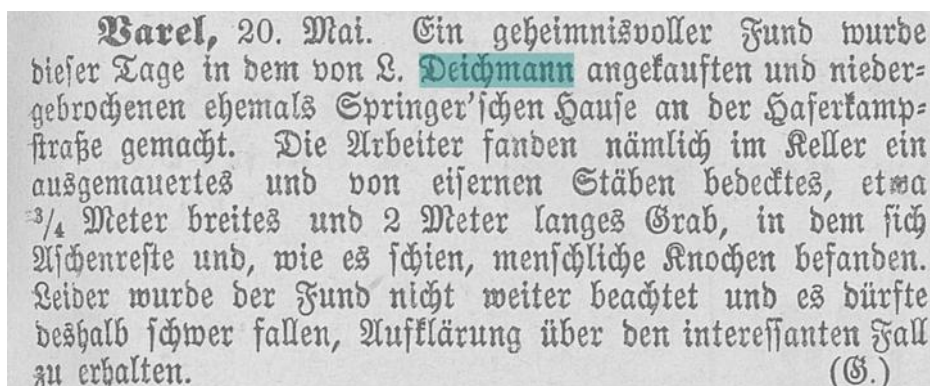 Varel, 20. Mai. Ein geheimnisvoller Fund wurde
dieser Tage in dem von L. Deichmann angekauften und nieder-
gebrochenen ehemals Springer'schen Hause an der Haferkamp-
straße gemacht. Die Arbeiter fanden nämlich im Keller ein
ausgemauertes und von eisernen Stäben bedecktes, etwa
3/4 Meter breites und 2 Meter langes Grab, in dem sich
Aschenreste und, wie es schien, menschliche Knochen befanden.
Leider wurde der Fund nicht weiter beachtet und es dürfte
deshalb schwer fallen, Aufklärung über den interessanten Fall
zu erhalten. (G.)